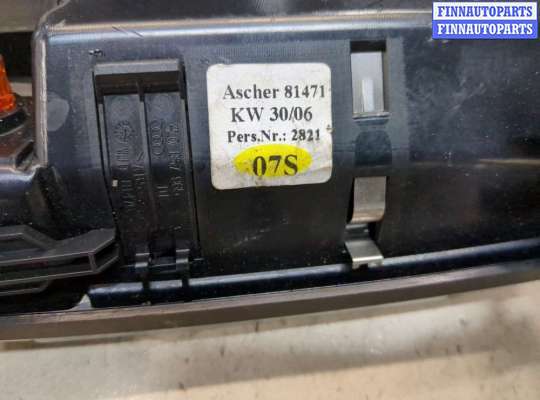 FINNAUTOPARTS
FINNAUTOPARTS
Ascher 81471
KW 30/06
Pers.Nr.: 2821
07S